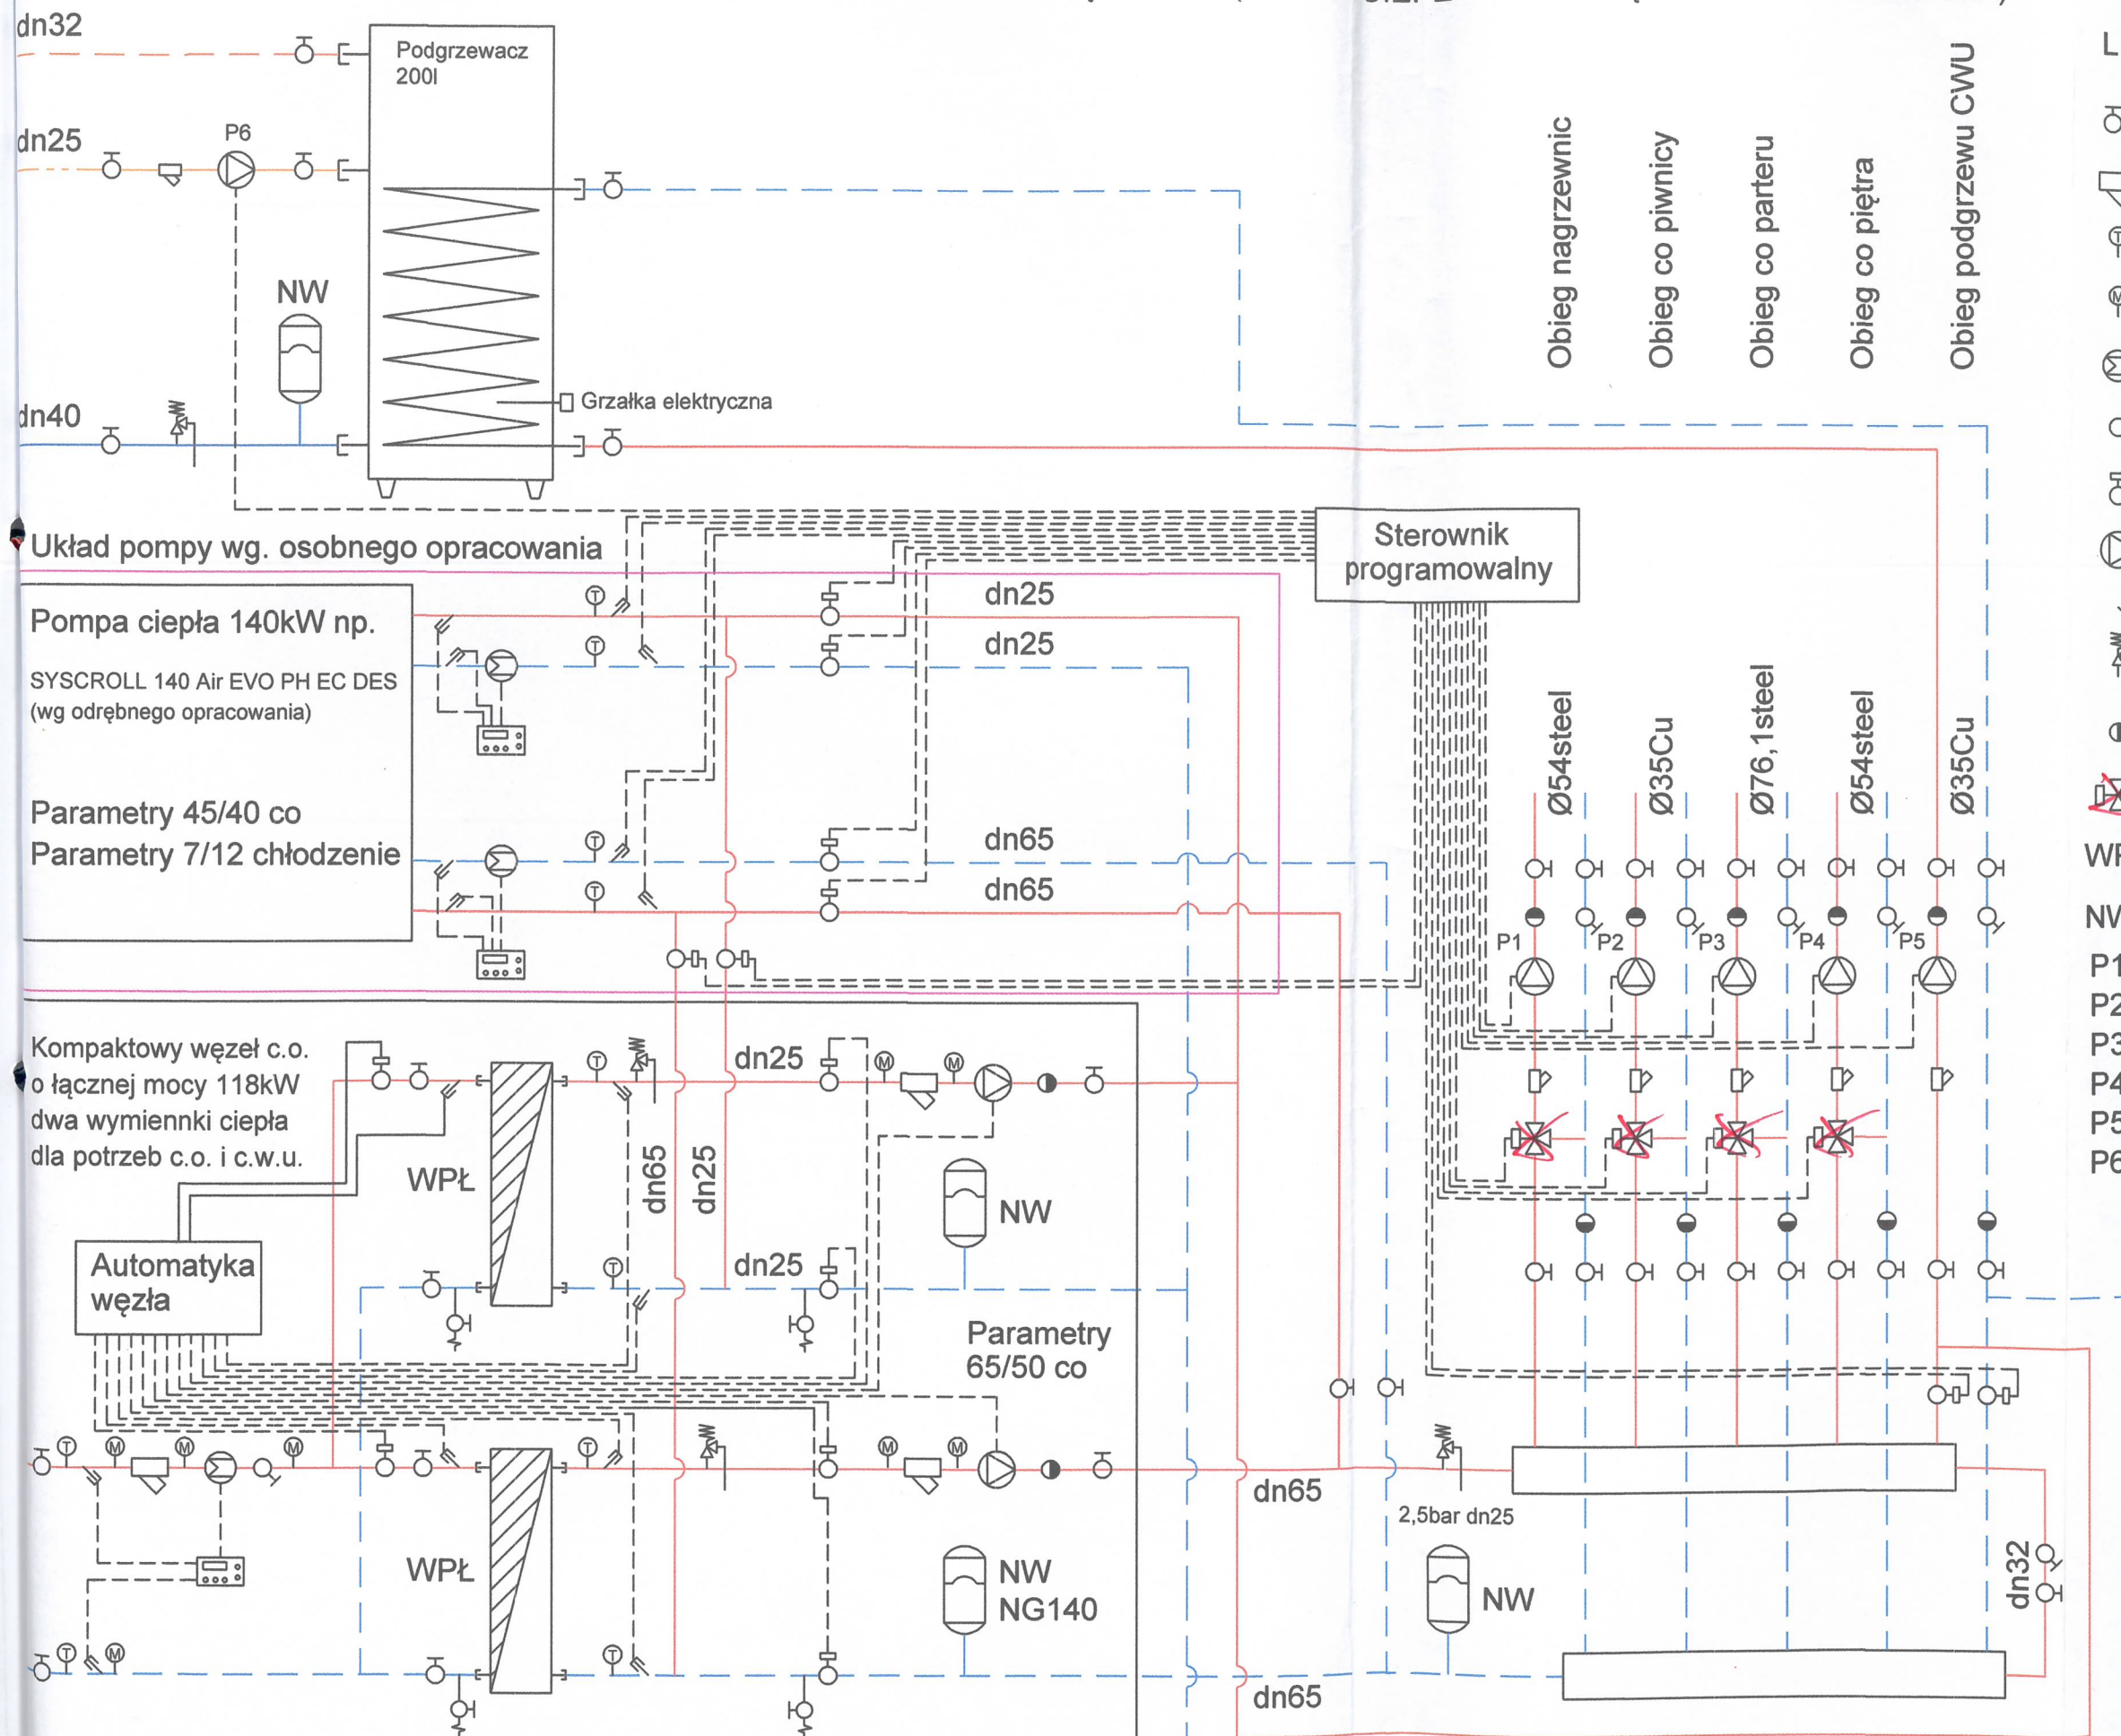 dn32
Podgrzewacz
200l
dn25
P6
NW
dn40
Grzałka elektryczna
Obieg nagrzewnic
Obieg co piwnicy
Obieg co parteru
Obieg co piętra
Obieg podgrzewu CWU
Układ pompy wg. osobnego opracowania
Sterownik
programowalny
Pompa ciepła 140kW np.
SYSCROLL 140 Air EVO PH EC DES
(wg odrębnego opracowania)
Parametry 45/40 co
Parametry 7/12 chłodzenie
T
T
T
T
dn25
dn25
dn65
dn65
Ø54steel
Ø35Cu
Ø76,1steel
Ø54steel
Ø35Cu
P1
P2
P3
P4
P5
Kompaktowy węzeł c.o.
o łącznej mocy 118kW
dwa wymiennki ciepła
dla potrzeb c.o. i c.w.u.
WPŁ
T
dn25
M
M
dn65
dn25
NW
T
dn25
Automatyka
węzła
Parametry
65/50 co
T
M
M
M
T
M
M
WPŁ
NW
NG140
T
M
T
dn65
dn65
2,5bar dn25
NW
dn32
NW
P1
P2
P3
P4
P5
P6